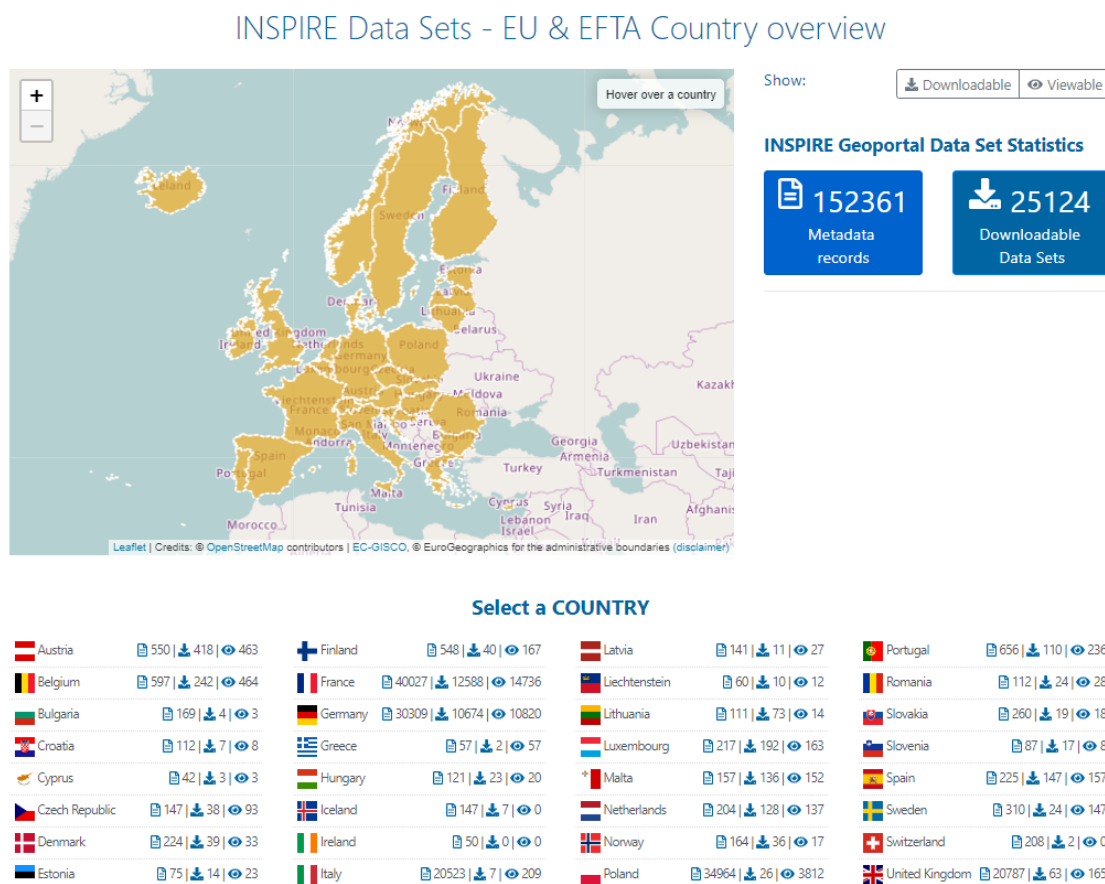 INSPIRE Data Sets - EU & EFTA Country overview
+
−
Hover over a country
Iceland
Finland
Sweden
Estonia
Latvia
Lithuania
Belarus
United Kingdom
Ireland
Netherlands
Germany
Poland
Ukraine
Moldova
Kazakh
France
Romania
Monaco
San Mar
Serbia
Andorra
Italy
Montenegro
Bulgaria
Georgia
Armenia
Uzbekistan
Spain
Portugal
Greece
Turkey
Turkmenistan
Taji
Malta
Tunisia
Cyprus
Syria
Lebanon
Iraq
Israel
Iran
Afghanis
Morocco
Leaflet | Credits: © OpenStreetMap contributors | EC-GISCO, © EuroGeographics for the administrative boundaries (disclaimer)
Show:
Downloadable
Viewable
INSPIRE Geoportal Data Set Statistics
152361
Metadata
records
25124
Downloadable
Data Sets
Select a COUNTRY
Austria 550 | 418 | 463
Finland 548 | 40 | 167
Latvia 141 | 11 | 27
Portugal 656 | 110 | 236
Belgium 597 | 242 | 464
France 40027 | 12588 | 14736
Liechtenstein 60 | 10 | 12
Romania 112 | 24 | 28
Bulgaria 169 | 4 | 3
Germany 30309 | 10674 | 10820
Lithuania 111 | 73 | 14
Slovakia 260 | 19 | 18
Croatia 112 | 7 | 8
Greece 57 | 2 | 57
Luxembourg 217 | 192 | 163
Slovenia 87 | 17 | 8
Cyprus 42 | 3 | 3
Hungary 121 | 23 | 20
Malta 157 | 136 | 152
Spain 225 | 147 | 157
Czech Republic 147 | 38 | 93
Iceland 147 | 7 | 0
Netherlands 204 | 128 | 137
Sweden 310 | 24 | 147
Denmark 224 | 39 | 33
Ireland 50 | 0 | 0
Norway 164 | 36 | 17
Switzerland 208 | 2 | 0
Estonia 75 | 14 | 23
Italy 20523 | 7 | 209
Poland 34964 | 26 | 3812
United Kingdom 20787 | 63 | 165